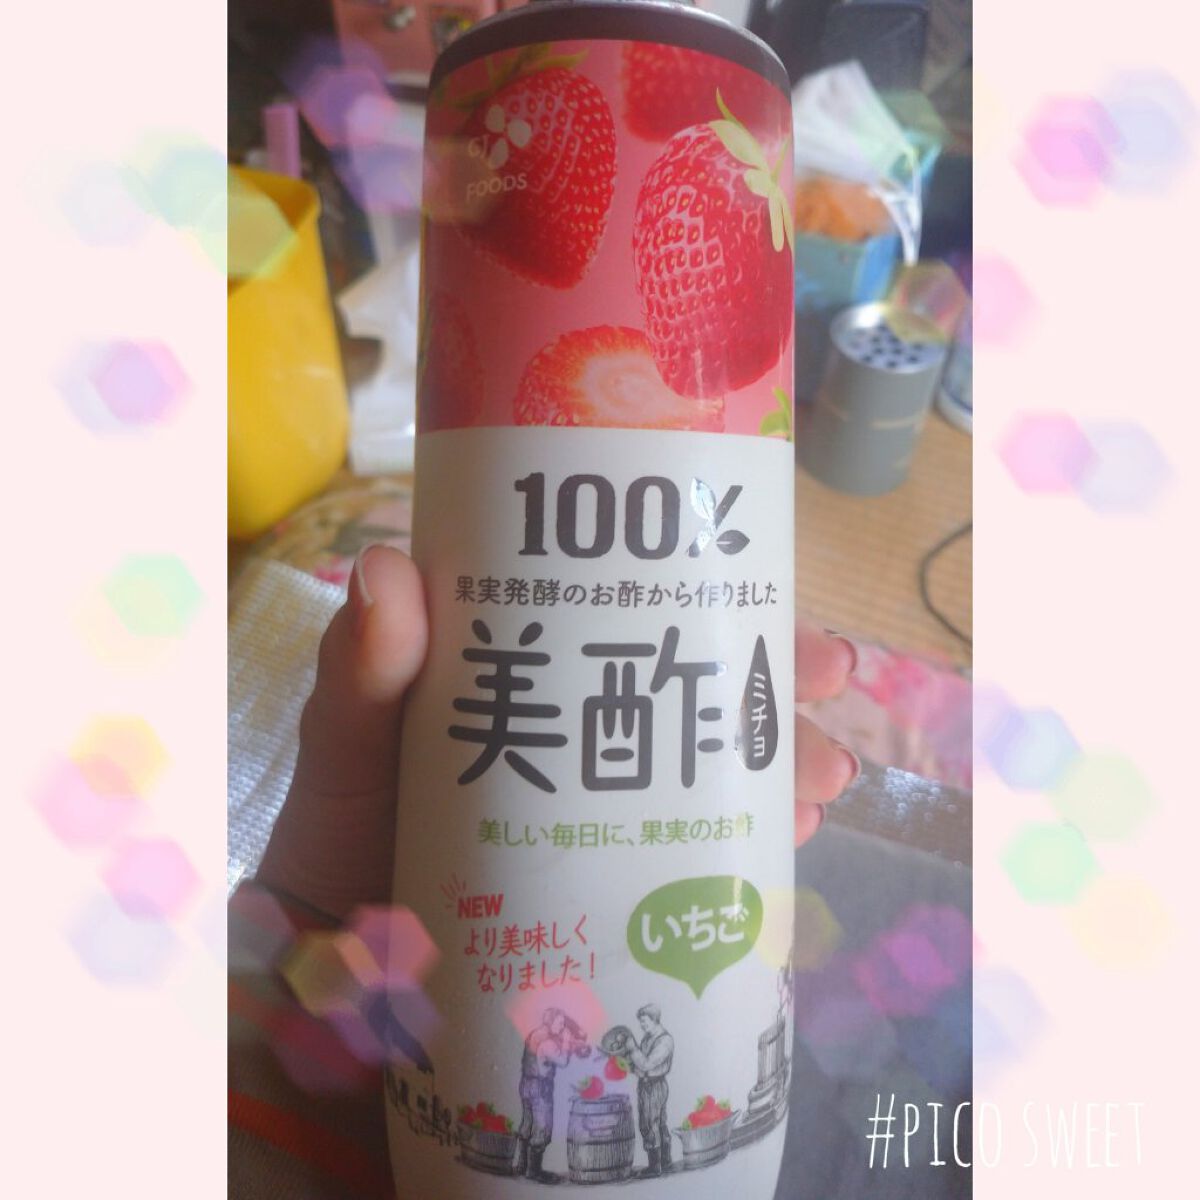 CJ
FOODS
100%
果実発酵のお酢から作りました
美酢
ミチョ
美しい毎日に、果実のお酢
NEW
より美味しく
なりました!
いちご
#PICO SWEET